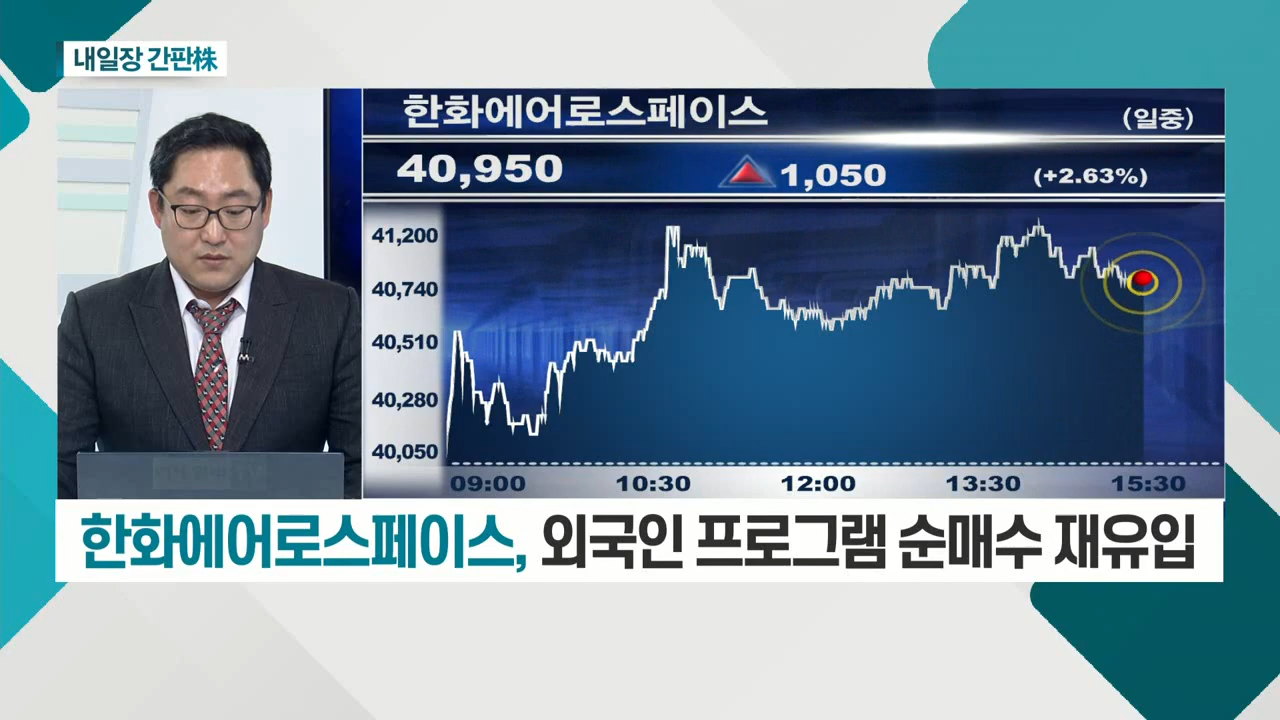 내일장 간판株
한화에어로스페이스 (일중)
40,950 ▲ 1,050 (+2.63%)
41,200
40,740
40,510
40,280
40,050
09:00 10:30 12:00 13:30 15:30
한화에어로스페이스, 외국인 프로그램 순매수 재유입